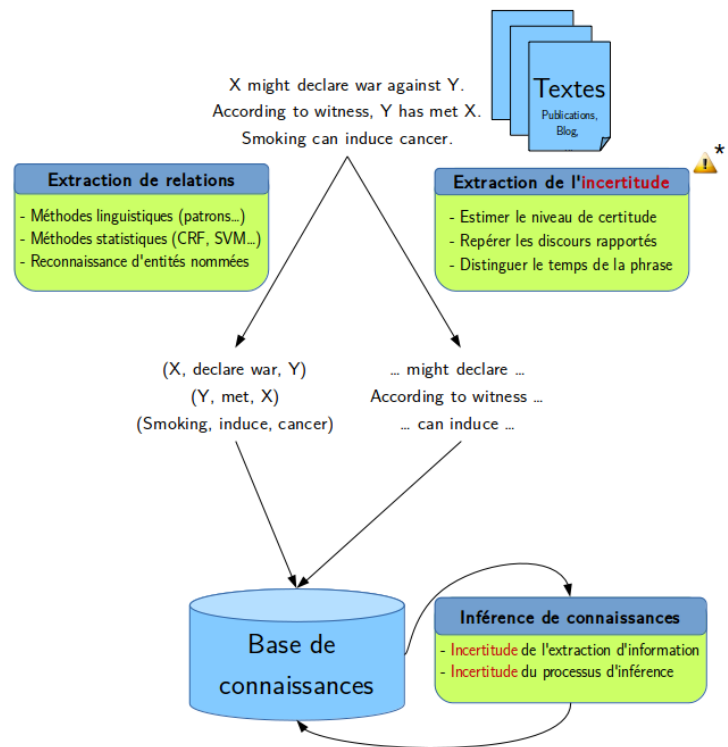 X might declare war against Y.
According to witness, Y has met X.
Smoking can induce cancer.
Textes
Publications,
Blog,
...
*
Extraction de relations
- Méthodes linguistiques (patrons...)
- Méthodes statistiques (CRF, SVM...)
- Reconnaissance d'entités nommées
Extraction de l'incertitude
- Estimer le niveau de certitude
- Repérer les discours rapportés
- Distinguer le temps de la phrase
(X, declare war, Y)
(Y, met, X)
(Smoking, induce, cancer)
... might declare ...
According to witness ...
... can induce ...
Base de
connaissances
Inférence de connaissances
- Incertitude de l'extraction d'information
- Incertitude du processus d'inférence